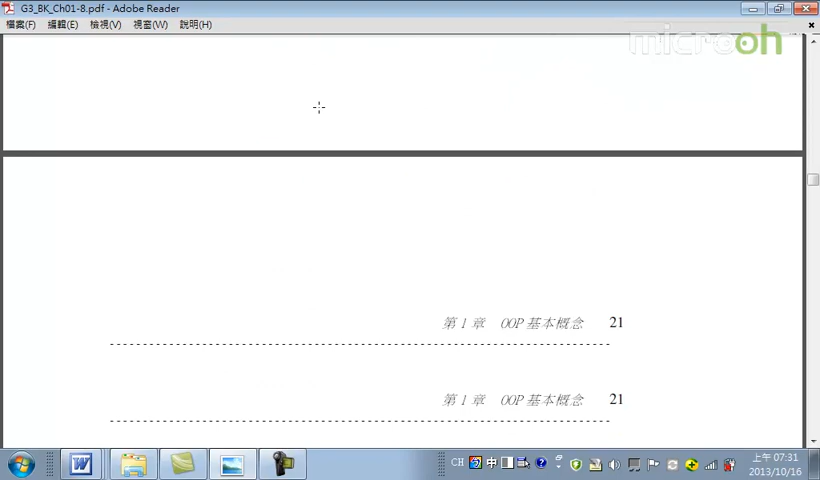 G3_BK_Ch01-8.pdf - Adobe Reader
檔案(F) 編輯(E) 檢視(V) 視窗(W) 說明(H)
microoh
第 1 章 OOP 基本概念 21
第 1 章 OOP 基本概念 21
CH 中
上午 07:31
2013/10/16